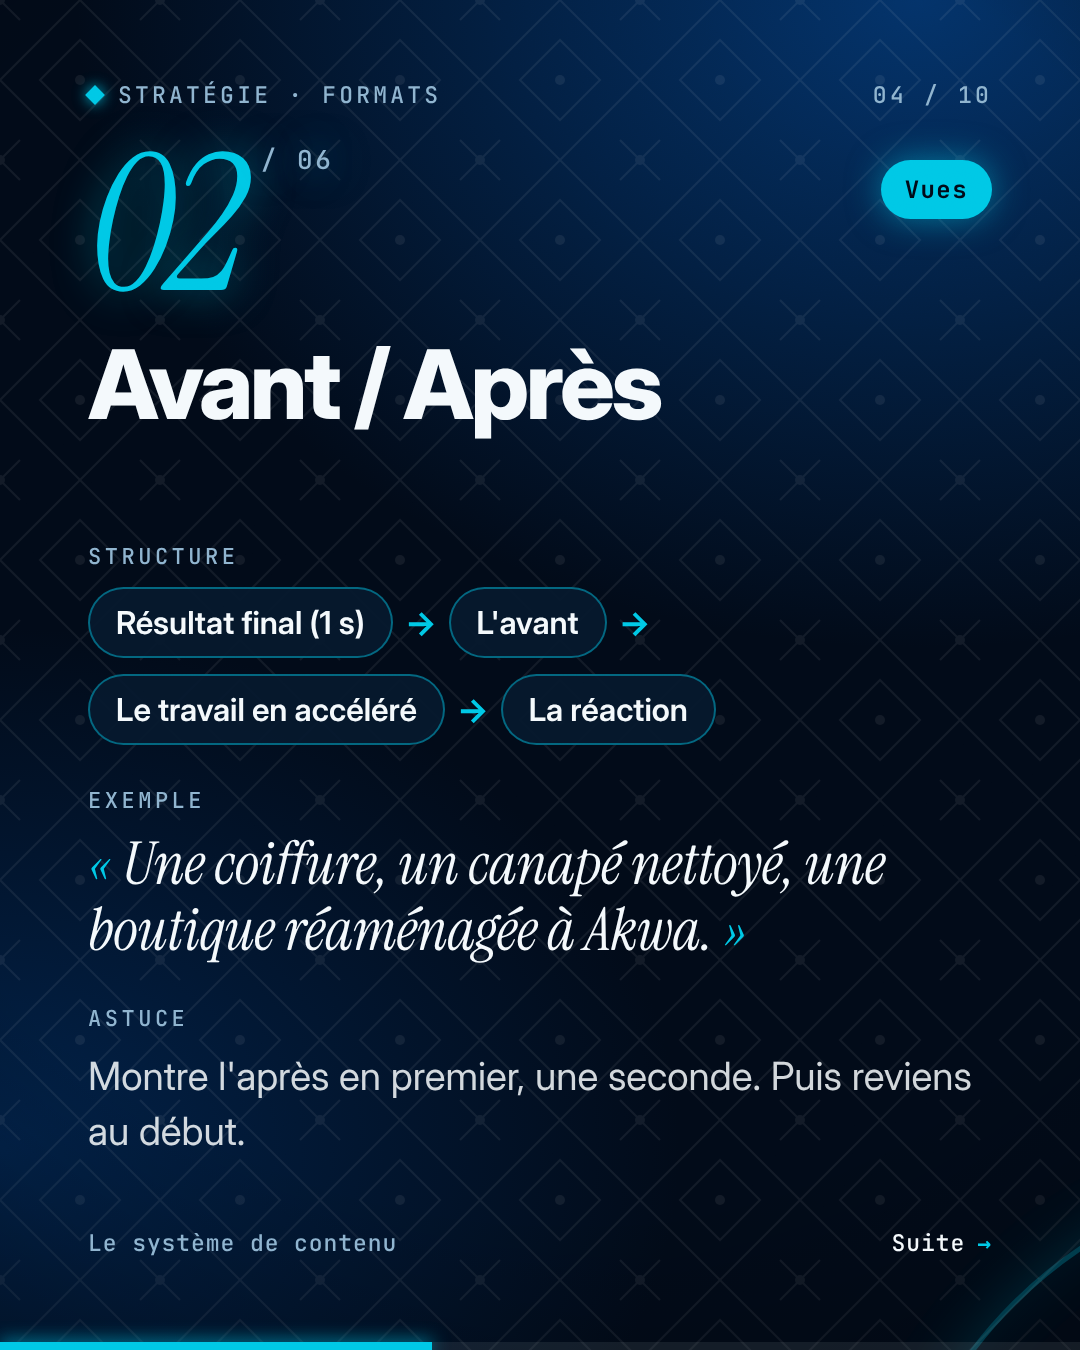 STRATÉGIE · FORMATS
04 / 10
02 / 06
Vues
Avant / Après
STRUCTURE
Résultat final (1 s) → L'avant →
Le travail en accéléré → La réaction
EXEMPLE
« Une coiffure, un canapé nettoyé, une
boutique réaménagée à Akwa. »
ASTUCE
Montre l'après en premier, une seconde. Puis reviens
au début.
Le système de contenu
Suite →